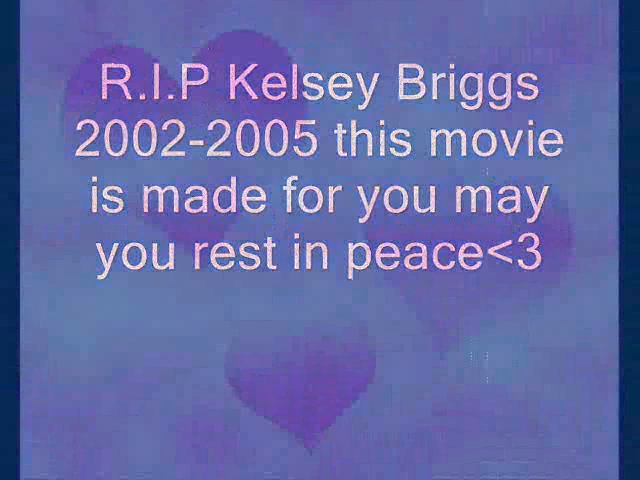 R.I.P Kelsey Briggs
2002-2005 this movie
is made for you may
you rest in peace<3